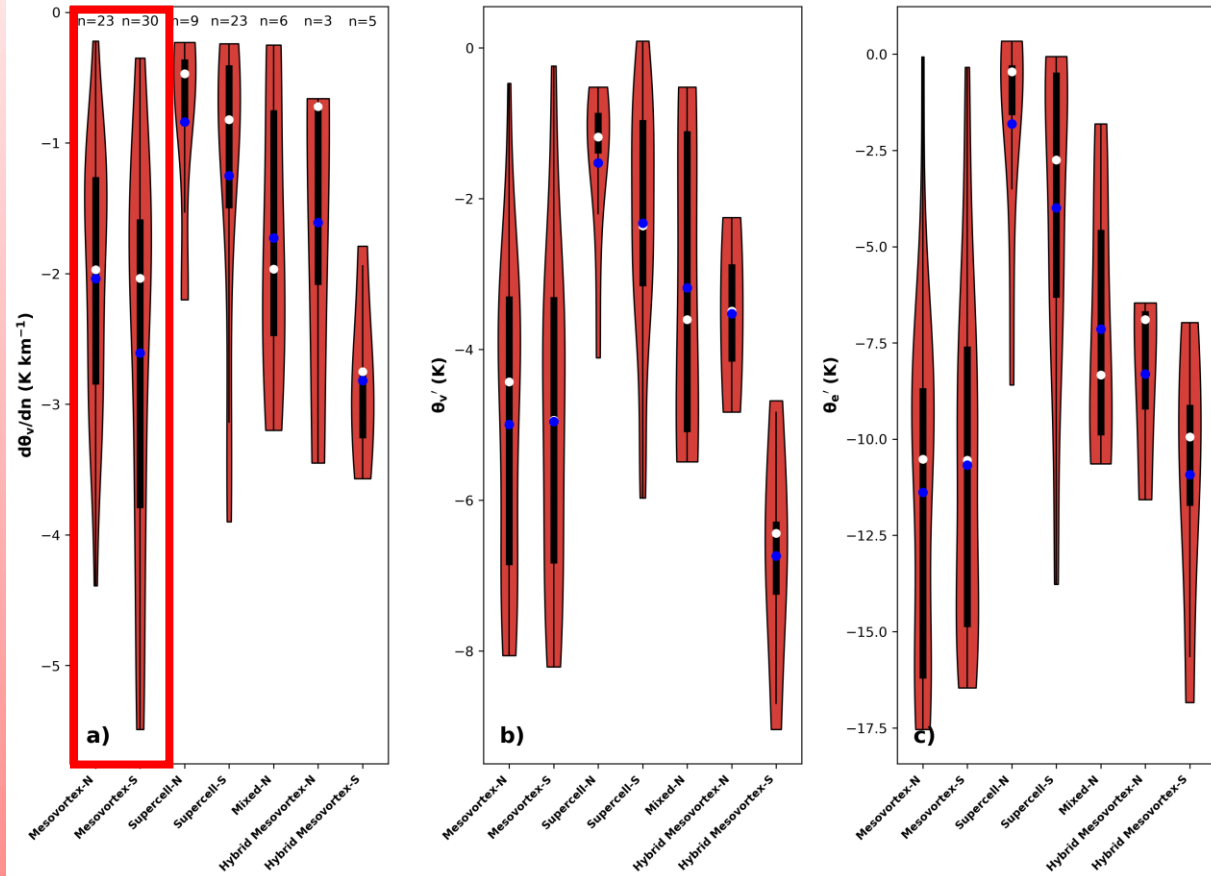 n=23 n=30 n=9 n=23 n=6 n=3 n=5
0
−1
−2
−3
−4
−5
dθv/dn (K km⁻¹)
a)
Mesovortex-N
Mesovortex-S
Supercell-N
Supercell-S
Mixed-N
Hybrid Mesovortex-N
Hybrid Mesovortex-S
0
−2
−4
−6
−8
θv′ (K)
b)
Mesovortex-N
Mesovortex-S
Supercell-N
Supercell-S
Mixed-N
Hybrid Mesovortex-N
Hybrid Mesovortex-S
0.0
−2.5
−5.0
−7.5
−10.0
−12.5
−15.0
−17.5
θe′ (K)
c)
Mesovortex-N
Mesovortex-S
Supercell-N
Supercell-S
Mixed-N
Hybrid Mesovortex-N
Hybrid Mesovortex-S